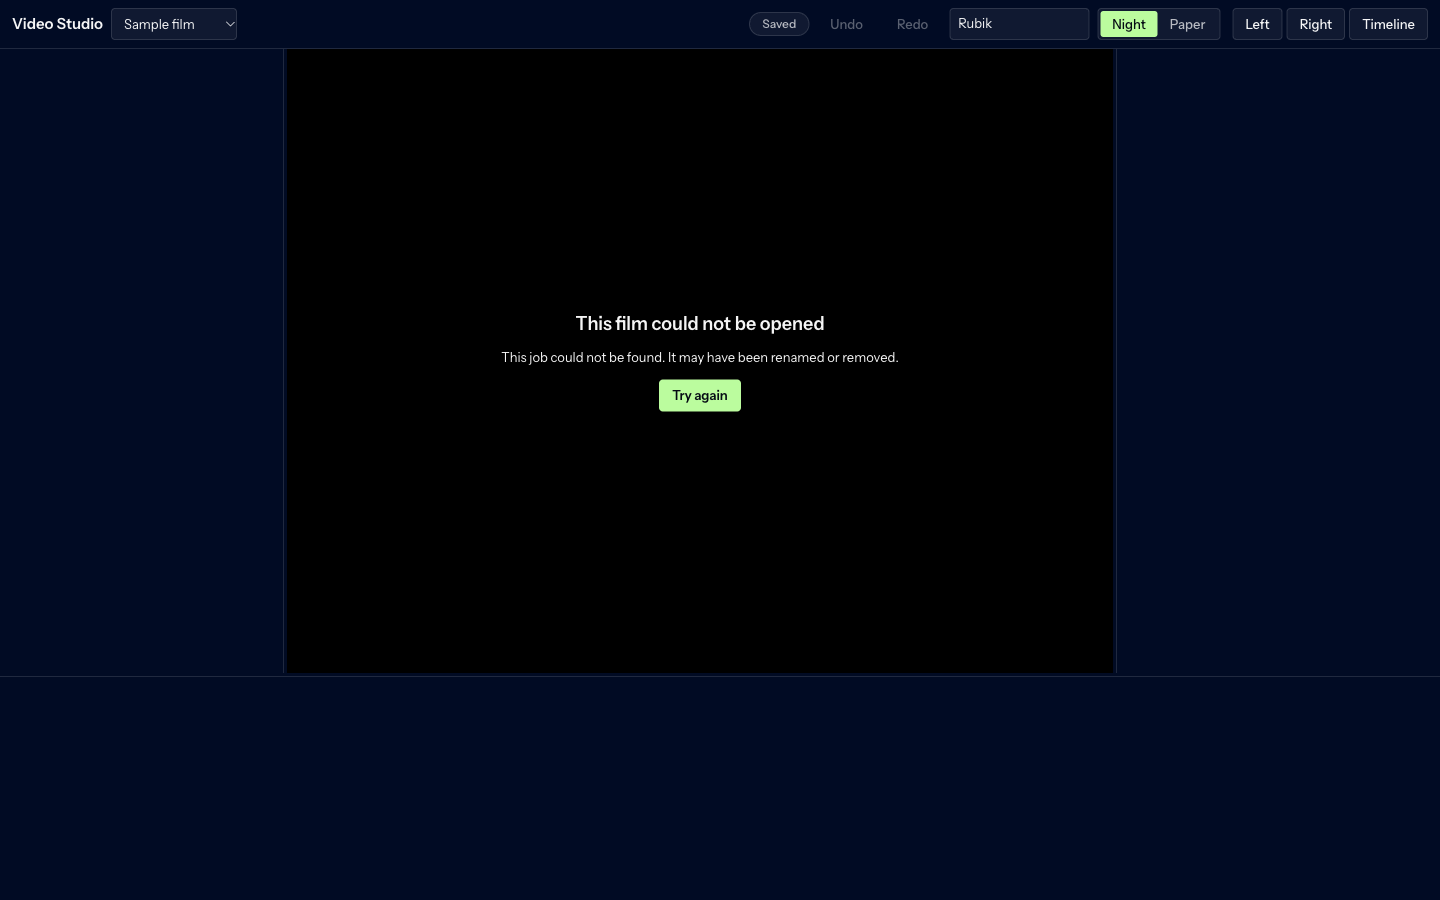 Video Studio
Sample film
Saved
Undo
Redo
Rubik
Night
Paper
Left
Right
Timeline
This film could not be opened
This job could not be found. It may have been renamed or removed.
Try again